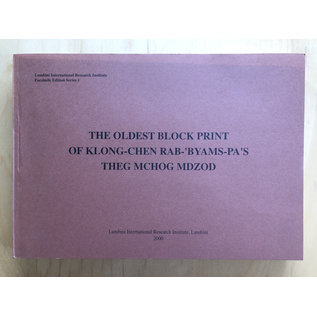 Lumbini International Research Institute
Facsimile Edition Series 1
THE OLDEST BLOCK PRINT
OF KLONG-CHEN RAB-'BYAMS-PA'S
THEG MCHOG MDZOD
Lumbini International Research Institute, Lumbini
2000